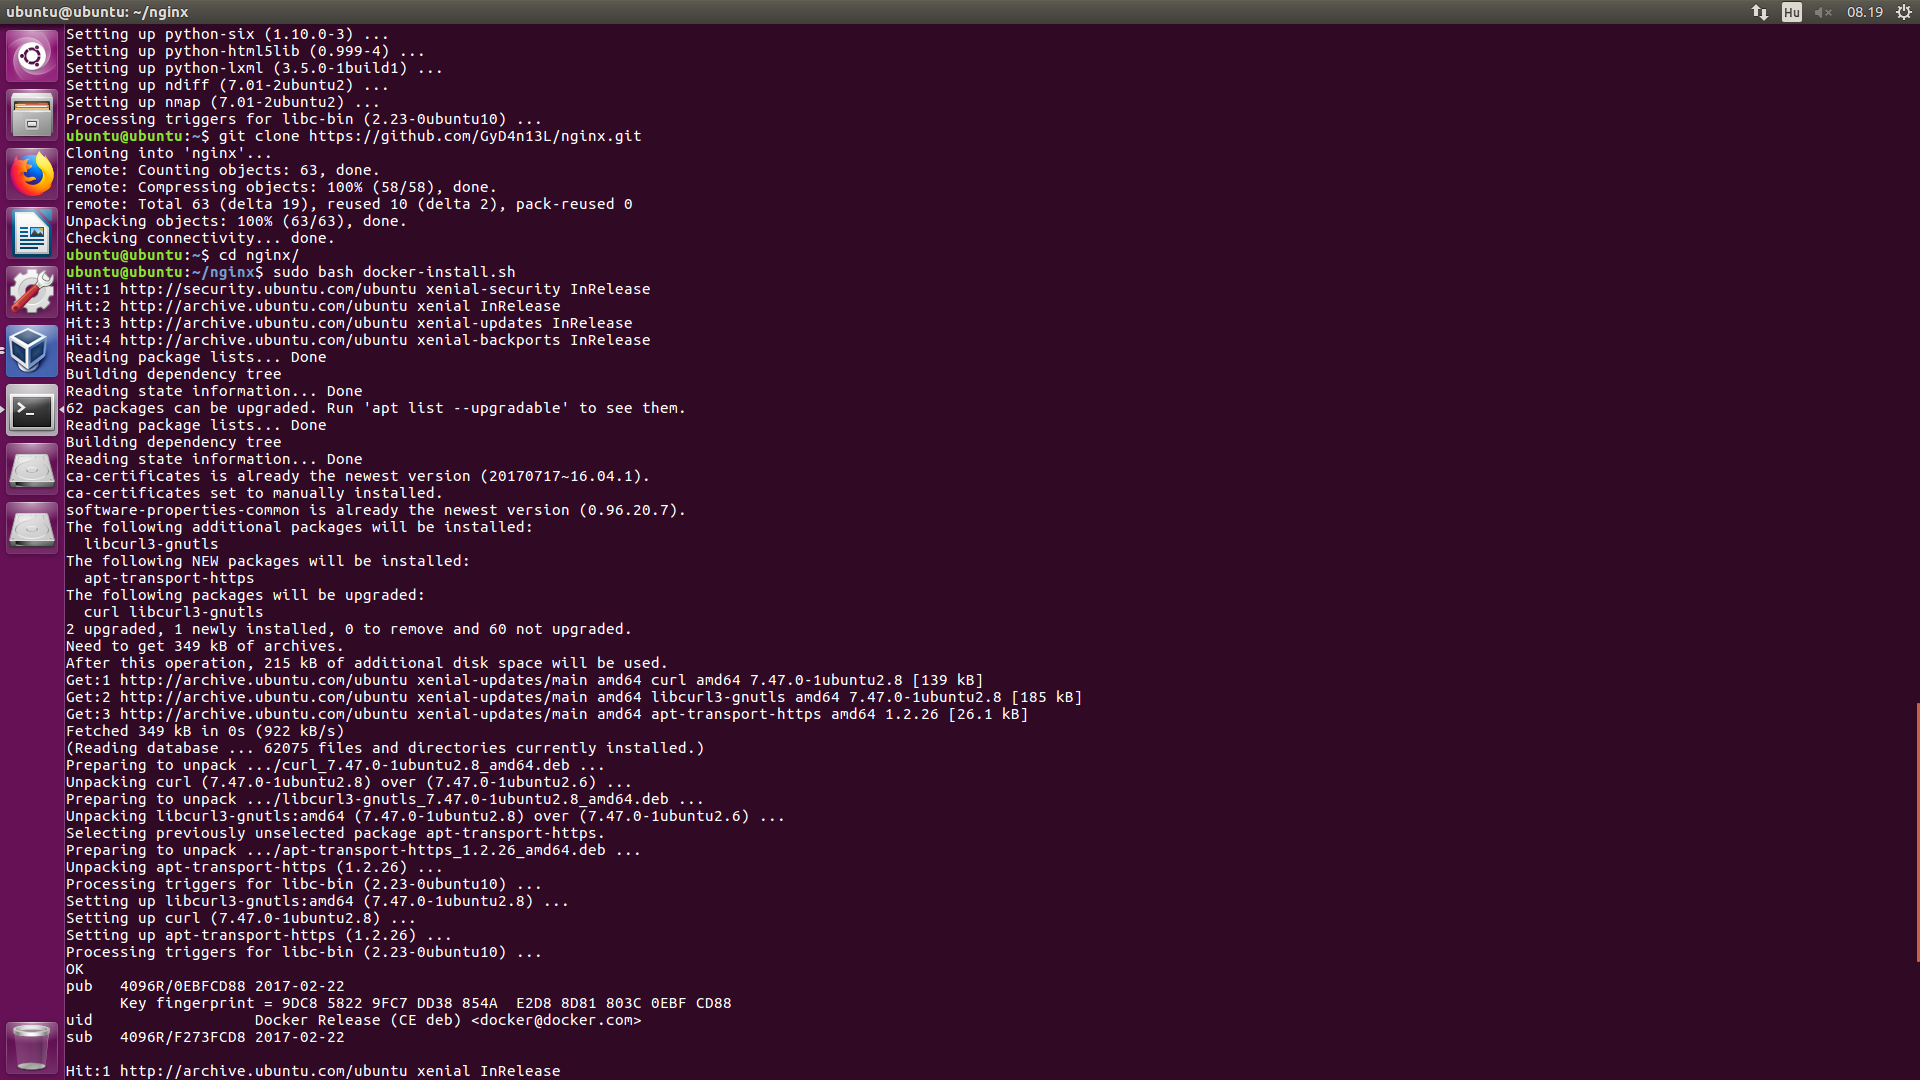 ubuntu@ubuntu: ~/nginx
Hu
08.19
Setting up python-six (1.10.0-3) ...
Setting up python-html5lib (0.999-4) ...
Setting up python-lxml (3.5.0-1build1) ...
Setting up ndiff (7.01-2ubuntu2) ...
Setting up nmap (7.01-2ubuntu2) ...
Processing triggers for libc-bin (2.23-0ubuntu10) ...
ubuntu@ubuntu:~$ git clone https://github.com/GyD4n13L/nginx.git
Cloning into 'nginx'...
remote: Counting objects: 63, done.
remote: Compressing objects: 100% (58/58), done.
remote: Total 63 (delta 19), reused 10 (delta 2), pack-reused 0
Unpacking objects: 100% (63/63), done.
Checking connectivity... done.
ubuntu@ubuntu:~$ cd nginx/
ubuntu@ubuntu:~/nginx$ sudo bash docker-install.sh
Hit:1 http://security.ubuntu.com/ubuntu xenial-security InRelease
Hit:2 http://archive.ubuntu.com/ubuntu xenial InRelease
Hit:3 http://archive.ubuntu.com/ubuntu xenial-updates InRelease
Hit:4 http://archive.ubuntu.com/ubuntu xenial-backports InRelease
Reading package lists... Done
Building dependency tree
Reading state information... Done
62 packages can be upgraded. Run 'apt list --upgradable' to see them.
Reading package lists... Done
Building dependency tree
Reading state information... Done
ca-certificates is already the newest version (20170717~16.04.1).
ca-certificates set to manually installed.
software-properties-common is already the newest version (0.96.20.7).
The following additional packages will be installed:
  libcurl3-gnutls
The following NEW packages will be installed:
  apt-transport-https
The following packages will be upgraded:
  curl libcurl3-gnutls
2 upgraded, 1 newly installed, 0 to remove and 60 not upgraded.
Need to get 349 kB of archives.
After this operation, 215 kB of additional disk space will be used.
Get:1 http://archive.ubuntu.com/ubuntu xenial-updates/main amd64 curl amd64 7.47.0-1ubuntu2.8 [139 kB]
Get:2 http://archive.ubuntu.com/ubuntu xenial-updates/main amd64 libcurl3-gnutls amd64 7.47.0-1ubuntu2.8 [185 kB]
Get:3 http://archive.ubuntu.com/ubuntu xenial-updates/main amd64 apt-transport-https amd64 1.2.26 [26.1 kB]
Fetched 349 kB in 0s (922 kB/s)
(Reading database ... 62075 files and directories currently installed.)
Preparing to unpack .../curl_7.47.0-1ubuntu2.8_amd64.deb ...
Unpacking curl (7.47.0-1ubuntu2.8) over (7.47.0-1ubuntu2.6) ...
Preparing to unpack .../libcurl3-gnutls_7.47.0-1ubuntu2.8_amd64.deb ...
Unpacking libcurl3-gnutls:amd64 (7.47.0-1ubuntu2.8) over (7.47.0-1ubuntu2.6) ...
Selecting previously unselected package apt-transport-https.
Preparing to unpack .../apt-transport-https_1.2.26_amd64.deb ...
Unpacking apt-transport-https (1.2.26) ...
Processing triggers for libc-bin (2.23-0ubuntu10) ...
Setting up libcurl3-gnutls:amd64 (7.47.0-1ubuntu2.8) ...
Setting up curl (7.47.0-1ubuntu2.8) ...
Setting up apt-transport-https (1.2.26) ...
Processing triggers for libc-bin (2.23-0ubuntu10) ...
OK
pub   4096R/0EBFCD88 2017-02-22
      Key fingerprint = 9DC8 5822 9FC7 DD38 854A  E2D8 8D81 803C 0EBF CD88
uid                  Docker Release (CE deb) <docker@docker.com>
sub   4096R/F273FCD8 2017-02-22
Hit:1 http://archive.ubuntu.com/ubuntu xenial InRelease